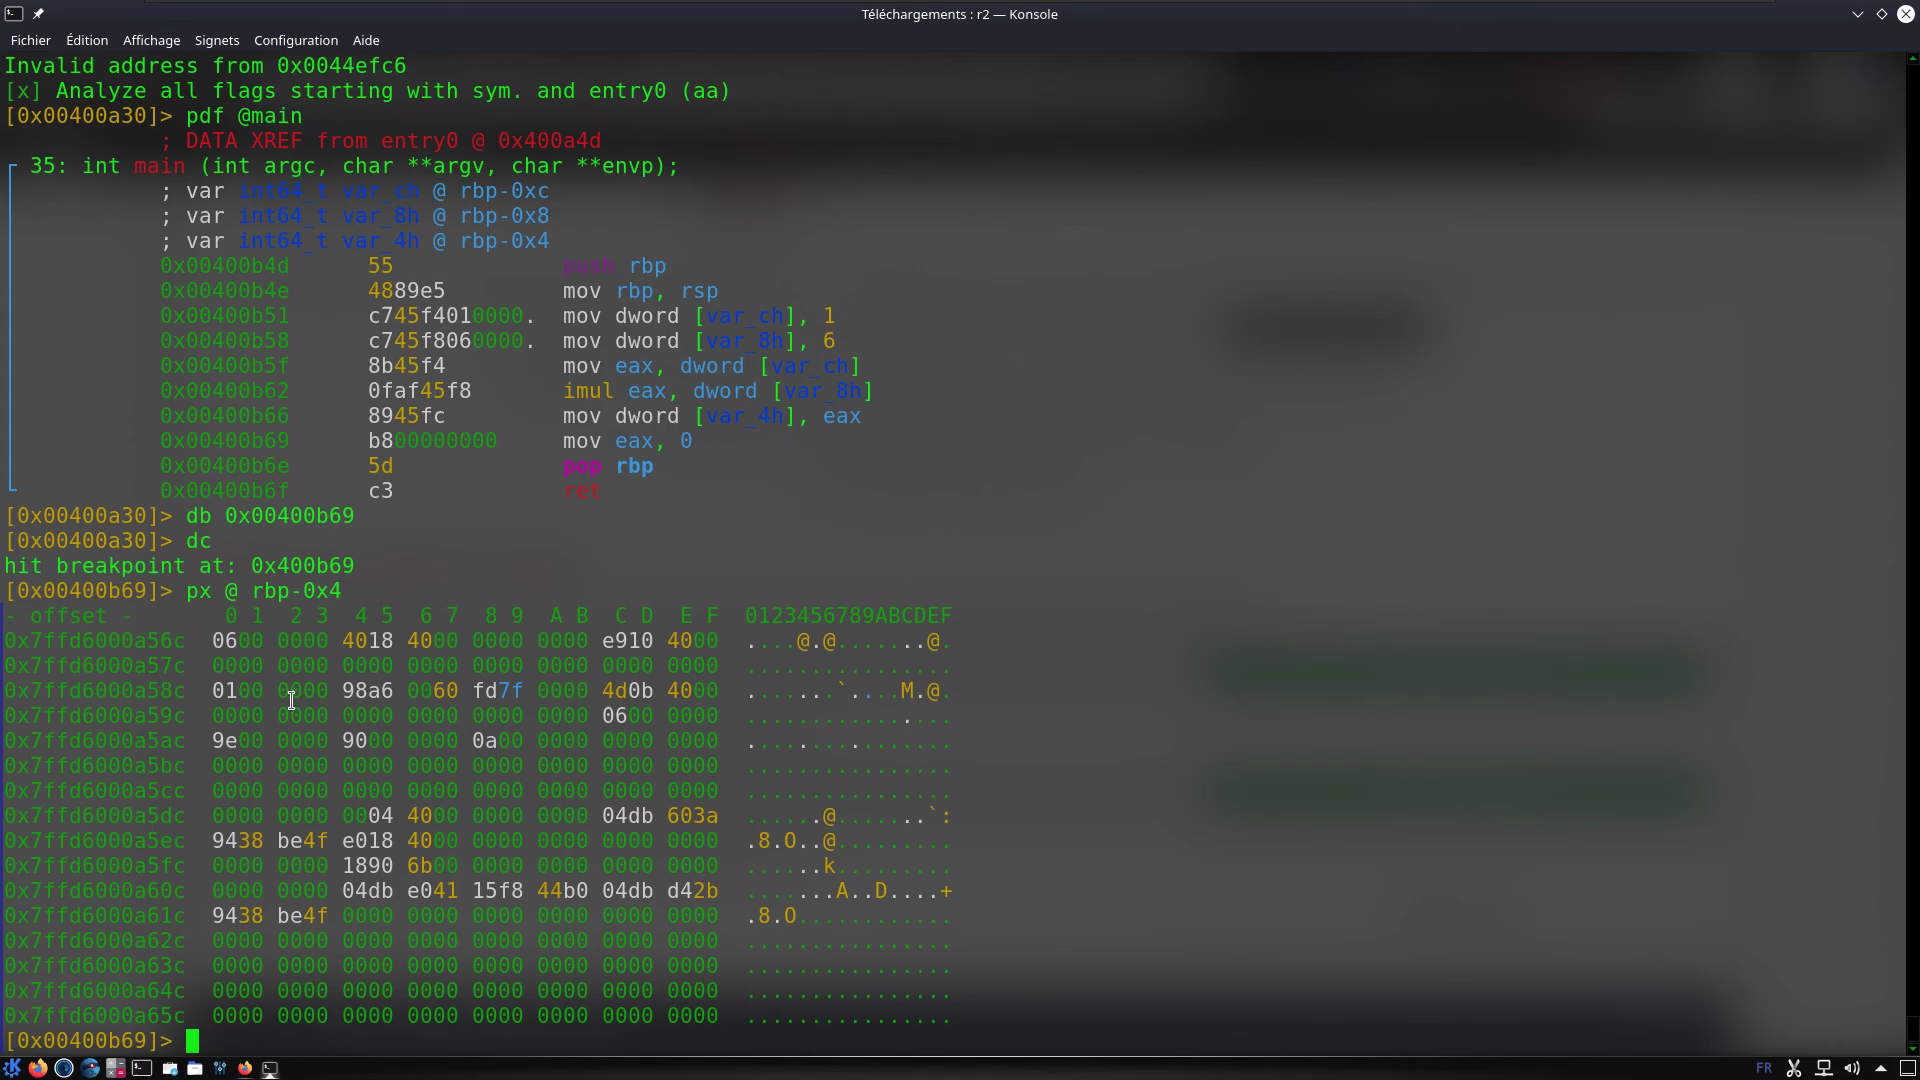 Téléchargements : r2 — Konsole
Fichier Édition Affichage Signets Configuration Aide
Invalid address from 0x0044efc6
[x] Analyze all flags starting with sym. and entry0 (aa)
[0x00400a30]> pdf @main
; DATA XREF from entry0 @ 0x400a4d
35: int main (int argc, char **argv, char **envp);
; var int64_t var_ch @ rbp-0xc
; var int64_t var_8h @ rbp-0x8
; var int64_t var_4h @ rbp-0x4
0x00400b4d 55 push rbp
0x00400b4e 4889e5 mov rbp, rsp
0x00400b51 c745f4010000. mov dword [var_ch], 1
0x00400b58 c745f8060000. mov dword [var_8h], 6
0x00400b5f 8b45f4 mov eax, dword [var_ch]
0x00400b62 0faf45f8 imul eax, dword [var_8h]
0x00400b66 8945fc mov dword [var_4h], eax
0x00400b69 b800000000 mov eax, 0
0x00400b6e 5d pop rbp
0x00400b6f c3 ret
[0x00400a30]> db 0x00400b69
[0x00400a30]> dc
hit breakpoint at: 0x400b69
[0x00400b69]> px @ rbp-0x4
- offset - 0 1 2 3 4 5 6 7 8 9 A B C D E F 0123456789ABCDEF
0x7ffd6000a56c 0600 0000 4018 4000 0000 0000 e910 4000 ....@.@.......@.
0x7ffd6000a57c 0000 0000 0000 0000 0000 0000 0000 0000 ................
0x7ffd6000a58c 0100 0000 98a6 0060 fd7f 0000 4d0b 4000 .......`....M.@.
0x7ffd6000a59c 0000 0000 0000 0000 0000 0000 0600 0000 ................
0x7ffd6000a5ac 9e00 0000 9000 0000 0a00 0000 0000 0000 ................
0x7ffd6000a5bc 0000 0000 0000 0000 0000 0000 0000 0000 ................
0x7ffd6000a5cc 0000 0000 0000 0000 0000 0000 0000 0000 ................
0x7ffd6000a5dc 0000 0000 0004 4000 0000 0000 04db 603a ......@.......`:
0x7ffd6000a5ec 9438 be4f e018 4000 0000 0000 0000 0000 .8.O..@.........
0x7ffd6000a5fc 0000 0000 1890 6b00 0000 0000 0000 0000 ......k.........
0x7ffd6000a60c 0000 0000 04db e041 15f8 44b0 04db d42b .......A..D....+
0x7ffd6000a61c 9438 be4f 0000 0000 0000 0000 0000 0000 .8.O............
0x7ffd6000a62c 0000 0000 0000 0000 0000 0000 0000 0000 ................
0x7ffd6000a63c 0000 0000 0000 0000 0000 0000 0000 0000 ................
0x7ffd6000a64c 0000 0000 0000 0000 0000 0000 0000 0000 ................
0x7ffd6000a65c 0000 0000 0000 0000 0000 0000 0000 0000 ................
[0x00400b69]>
FR